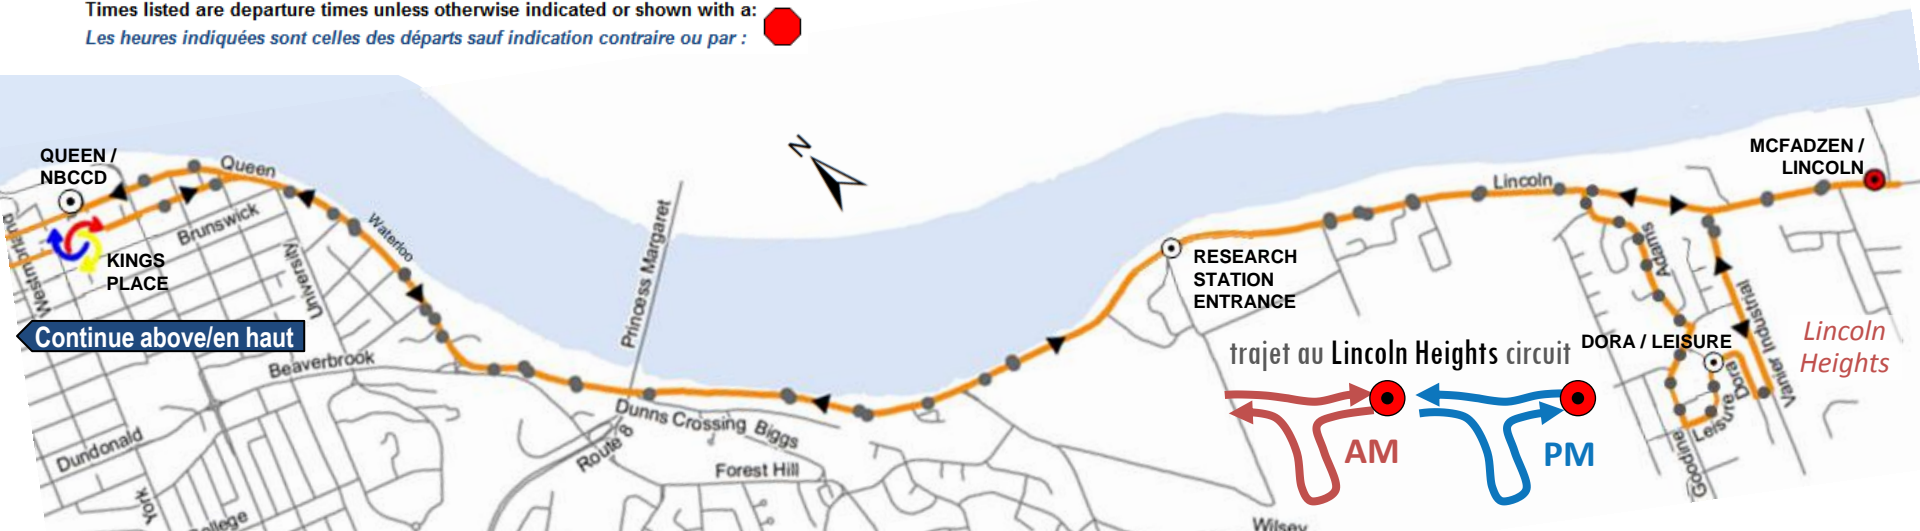 Times listed are departure times unless otherwise indicated or shown with a:
Les heures indiquées sont celles des départs sauf indication contraire ou par :
N
QUEEN /
NBCCD
Queen
Brunswick
KINGS
PLACE
Westmorland
University
Waterloo
Continue above/en haut
Beaverbrook
Dundonald
York
College
Princess Margaret
Dunns Crossing
Biggs
Route 8
Forest Hill
RESEARCH
STATION
ENTRANCE
Wilsey
Lincoln
MCFADZEN /
LINCOLN
Adams
Vanier Industrial
DORA / LEISURE
Dora
Leisure
Goodine
Lincoln
Heights
trajet au Lincoln Heights circuit
AM
PM